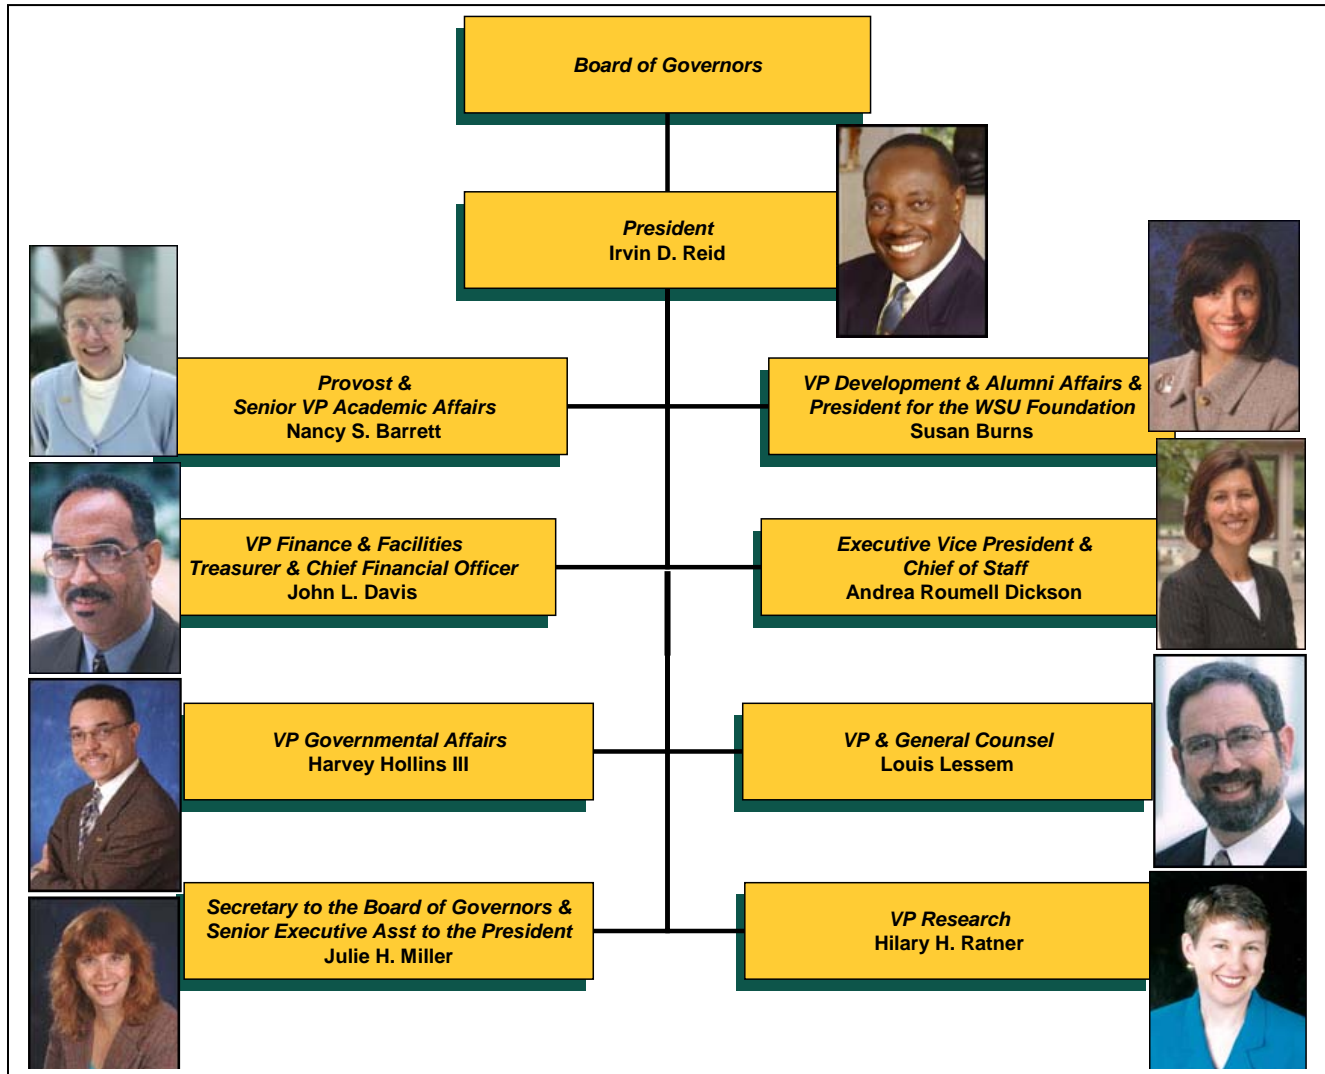 Board of Governors
President
Irvin D. Reid
Provost &
Senior VP Academic Affairs
Nancy S. Barrett
VP Development & Alumni Affairs &
President for the WSU Foundation
Susan Burns
VP Finance & Facilities
Treasurer & Chief Financial Officer
John L. Davis
Executive Vice President &
Chief of Staff
Andrea Roumell Dickson
VP Governmental Affairs
Harvey Hollins III
VP & General Counsel
Louis Lessem
Secretary to the Board of Governors &
Senior Executive Asst to the President
Julie H. Miller
VP Research
Hilary H. Ratner